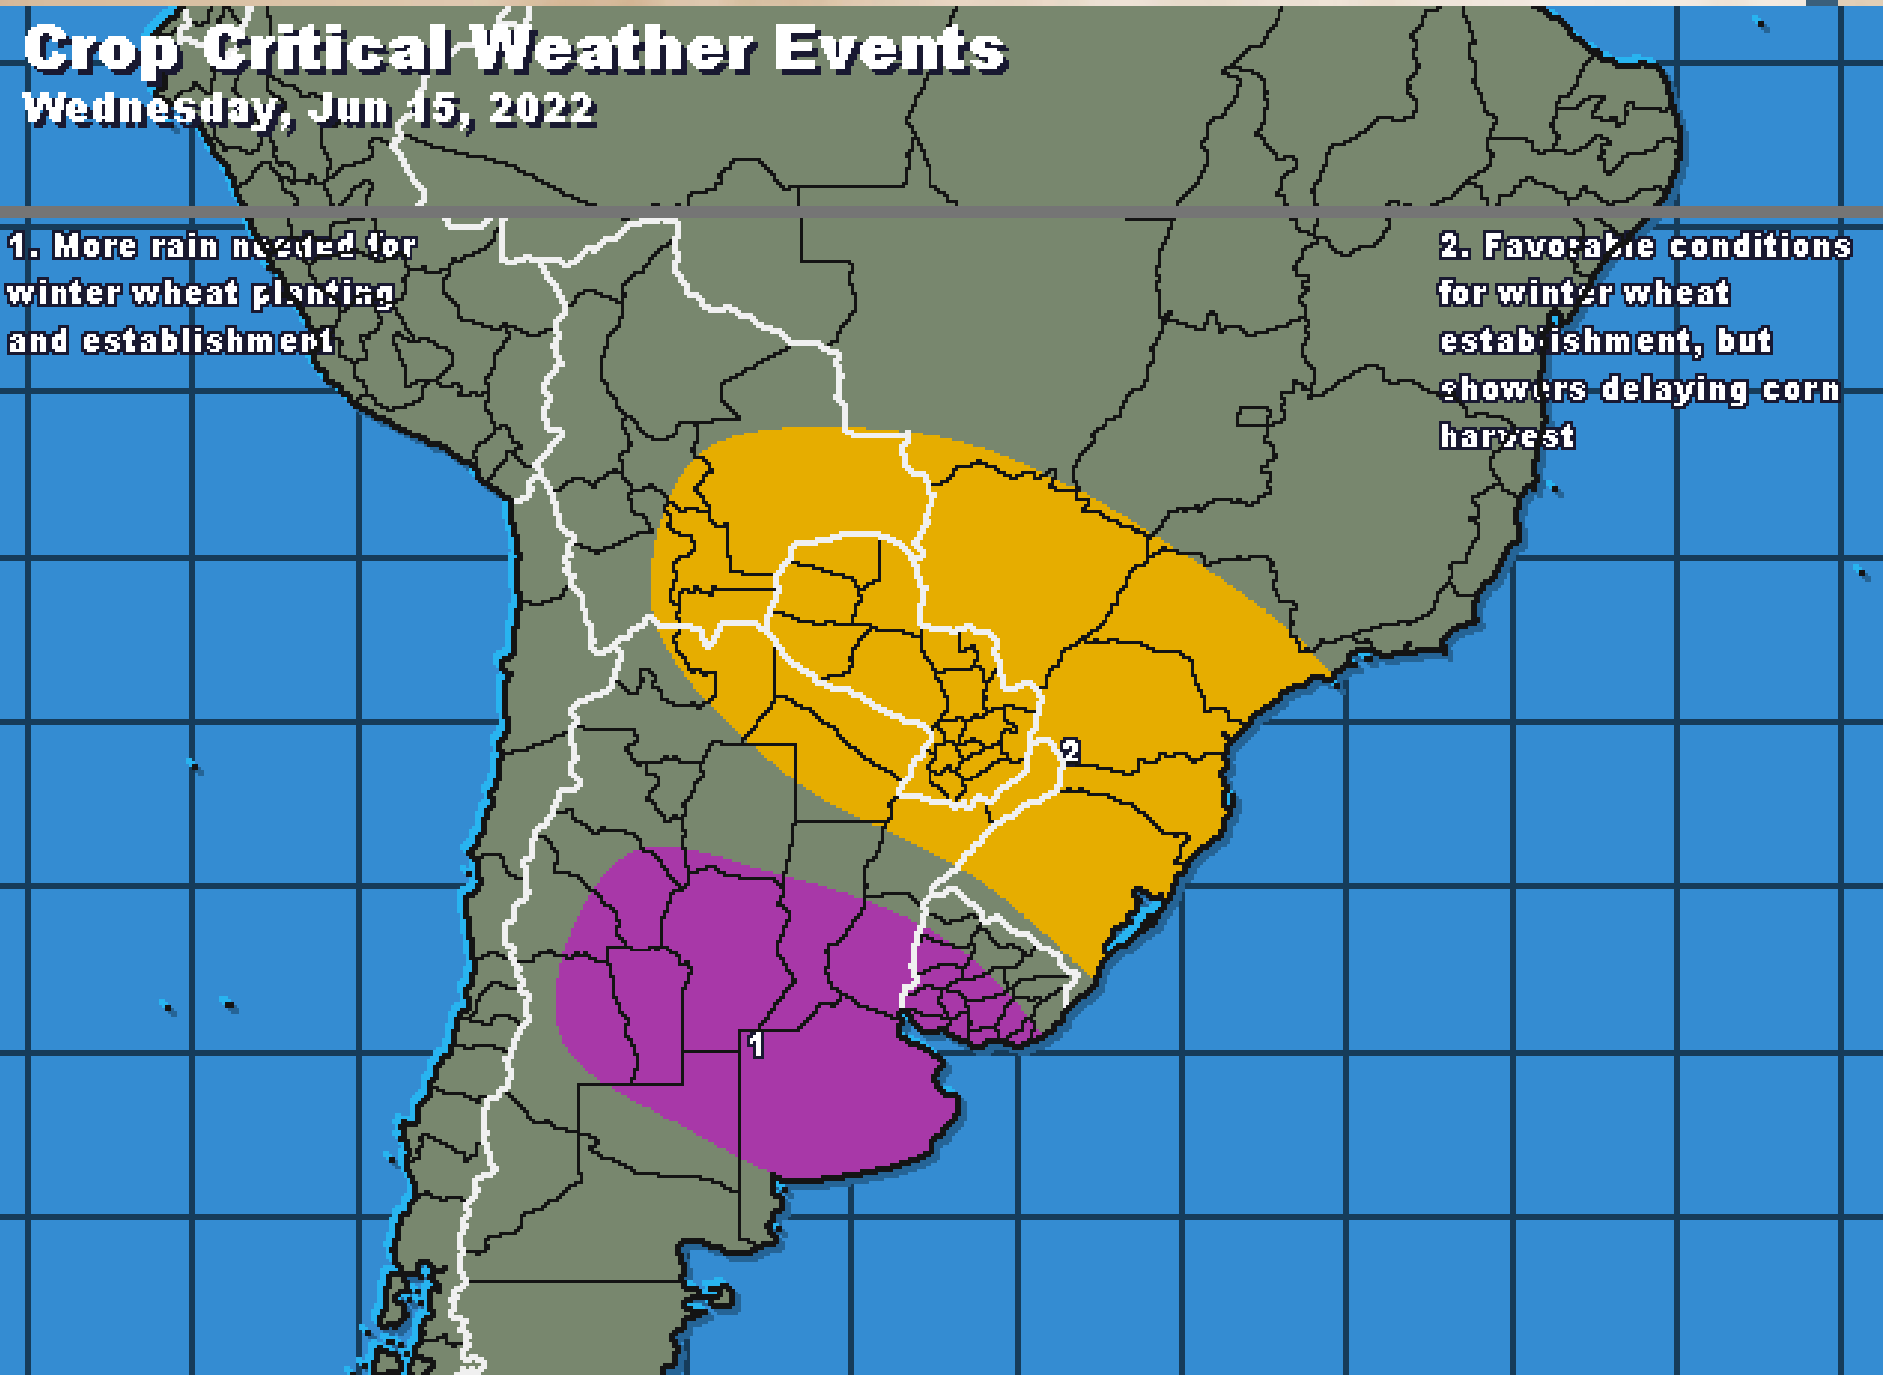 Crop Critical Weather Events
Wednesday, Jun 15, 2022
1. More rain needed for
winter wheat planting
and establishment
2. Favorable conditions
for winter wheat
establishment, but
showers delaying corn
harvest
2
1